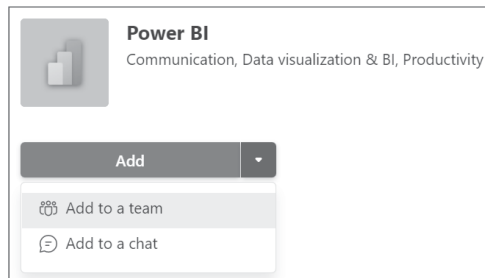 Power BI
Communication, Data visualization & BI, Productivity
Add
Add to a team
Add to a chat